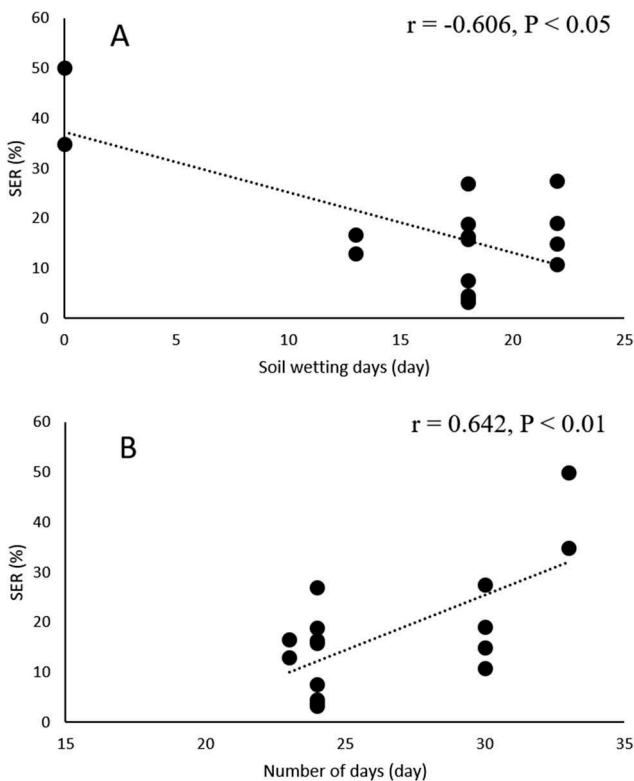 60
A
r = -0.606, P < 0.05
50
40
30
20
10
0
SER (%)
0 5 10 15 20 25
Soil wetting days (day)
60
B
r = 0.642, P < 0.01
50
40
30
20
10
0
SER (%)
15 20 25 30 35
Number of days (day)